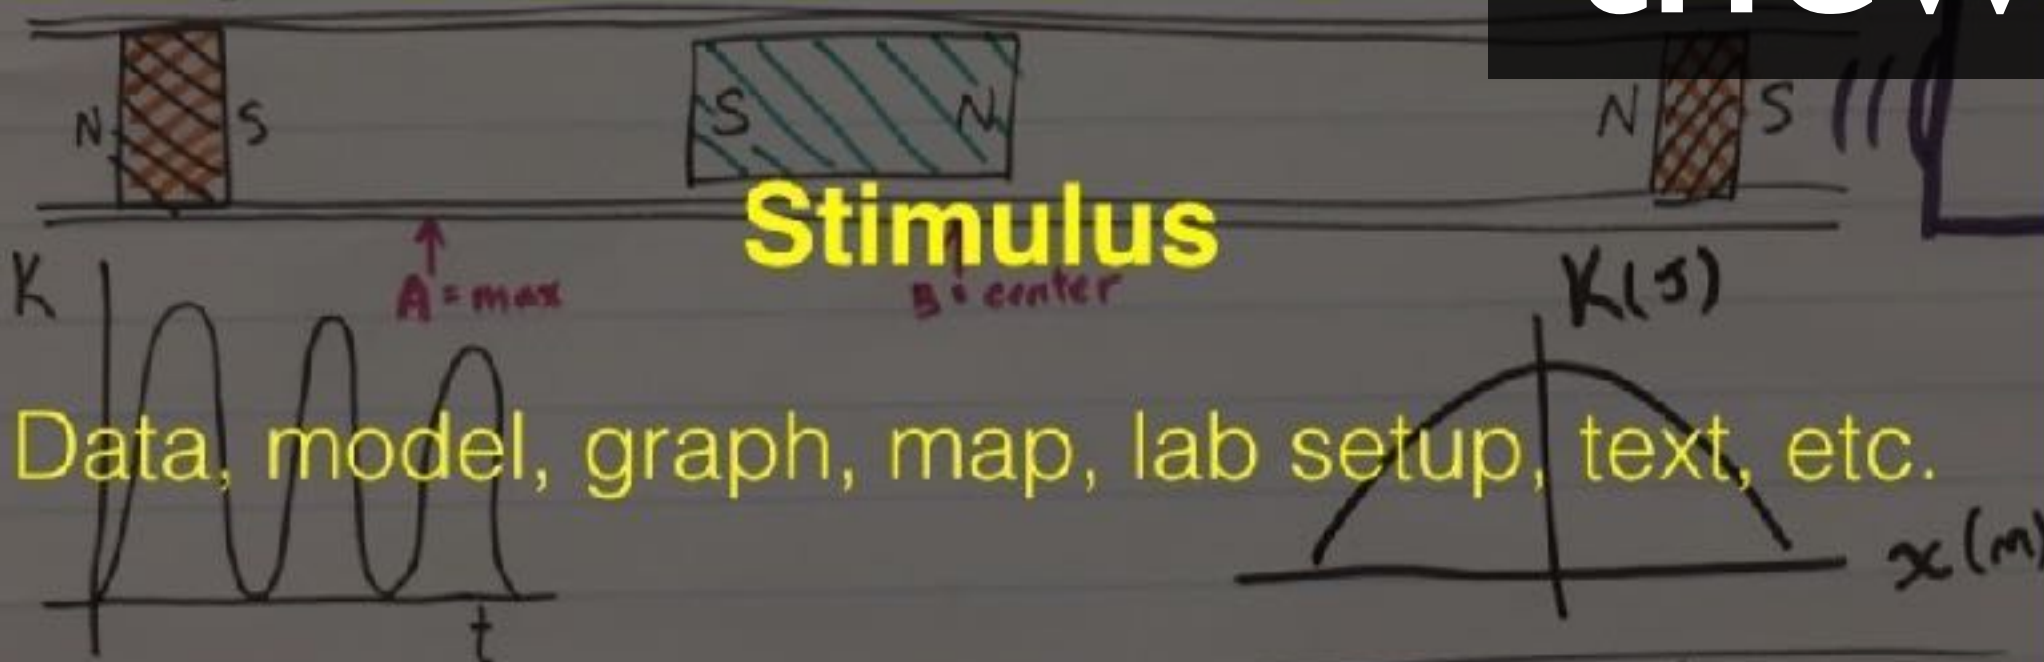 N S S N N S
Stimulus
A = max B = center
K K(J)
Data, model, graph, map, lab setup, text, etc.
x(m)
t